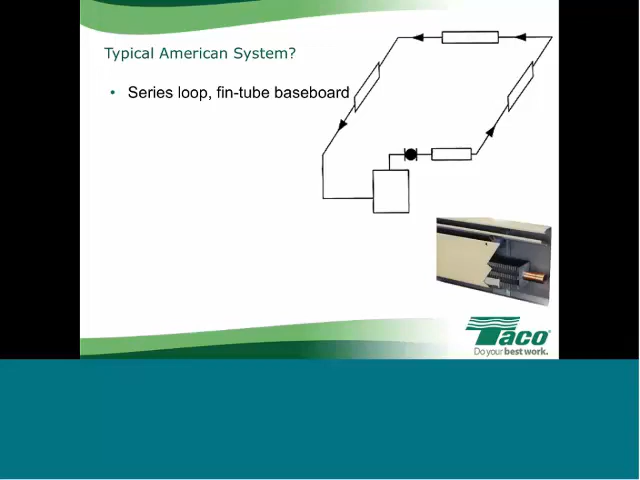 Typical American System?
• Series loop, fin-tube baseboard
Taco
Do your best work.